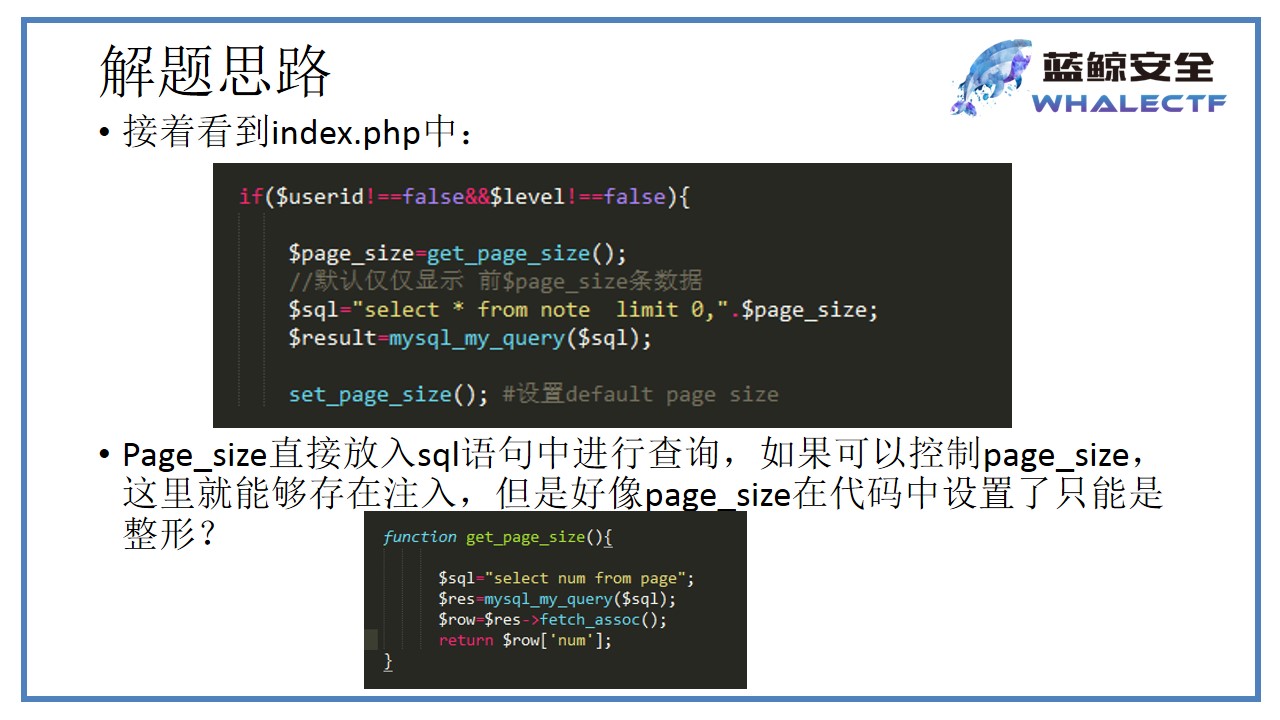 解题思路
蓝鲸安全
WHALECTF
• 接着看到index.php中：
if($userid!==false&&$level!==false){
$page_size=get_page_size();
//默认仅仅显示 前$page_size条数据
$sql="select * from note  limit 0,".$page_size;
$result=mysql_my_query($sql);
set_page_size(); #设置default page size
• Page_size直接放入sql语句中进行查询，如果可以控制page_size，
这里就能够存在注入，但是好像page_size在代码中设置了只能是
整形？
function get_page_size(){
$sql="select num from page";
$res=mysql_my_query($sql);
$row=$res->fetch_assoc();
return $row['num'];
}